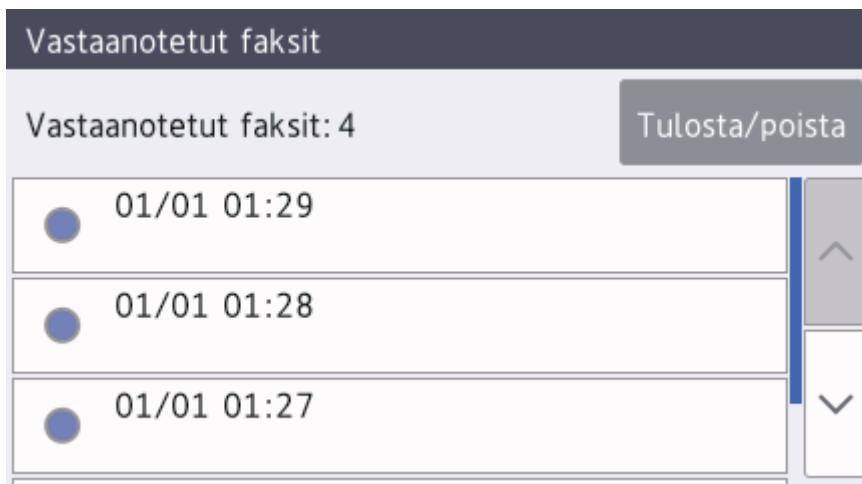 Vastaanotetut faksit
Vastaanotetut faksit: 4
Tulosta/poista
01/01 01:29
01/01 01:28
01/01 01:27